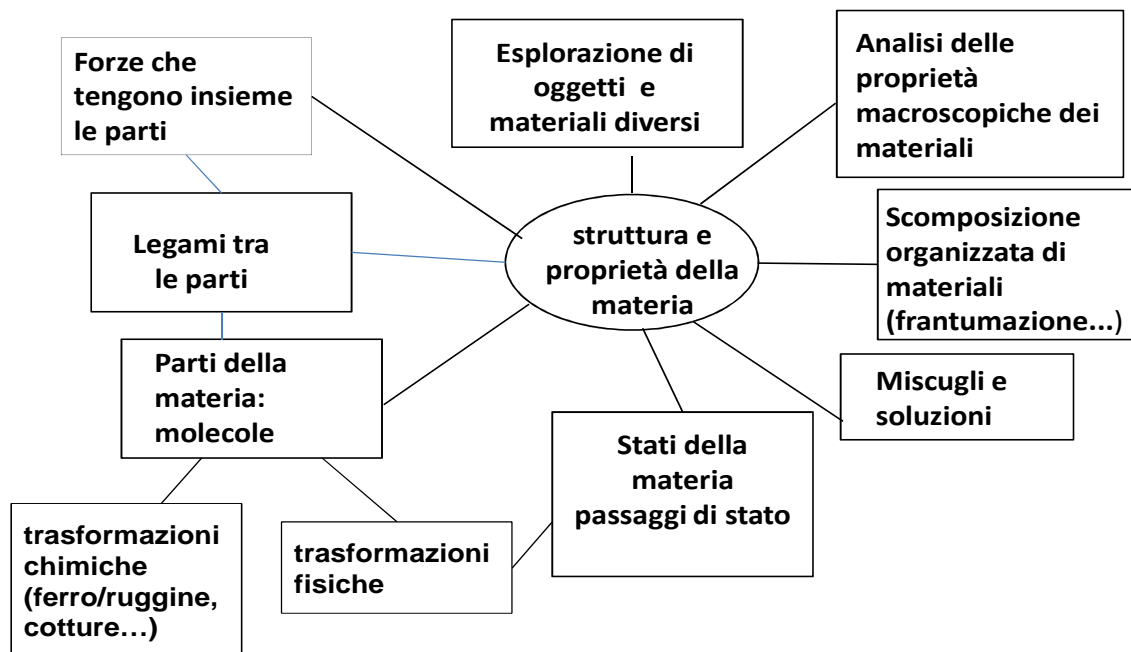 Forze che
tengono insieme
le parti
Esplorazione di
oggetti e
materiali diversi
Analisi delle
proprietà
macroscopiche dei
materiali
Legami tra
le parti
struttura e
proprietà della
materia
Scomposizione
organizzata di
materiali
(frantumazione...)
Parti della
materia:
molecole
Miscugli e
soluzioni
Stati della
materia
passaggi di stato
trasformazioni
chimiche
(ferro/ruggine,
cotture…)
trasformazioni
fisiche